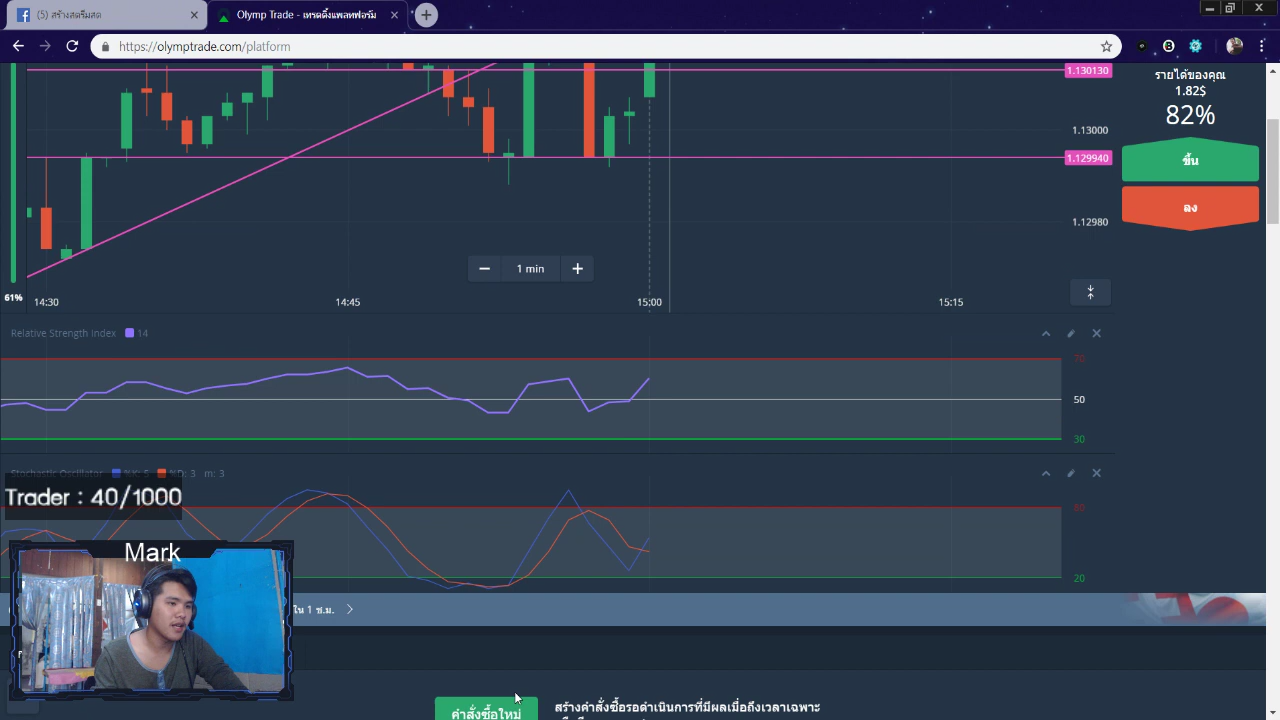 (5) สร้างสตรีมสด
Olymp Trade - เทรดดิ้งแพลทฟอร์ม
https://olymptrade.com/platform
1.130130
1.13000
1.129940
1.12980
รายได้ของคุณ
1.82$
82%
ขึ้น
ลง
1 min
61%
14:30
14:45
15:00
15:15
Relative Strength Index 14
70
50
30
Stochastic Oscillator %K: 5 %D: 3 m: 3
80
20
Trader : 40/1000
Mark
ใน 1 ช.ม.
คำสั่งซื้อใหม่
สร้างคำสั่งซื้อรอดำเนินการที่มีผลเมื่อถึงเวลาเฉพาะ